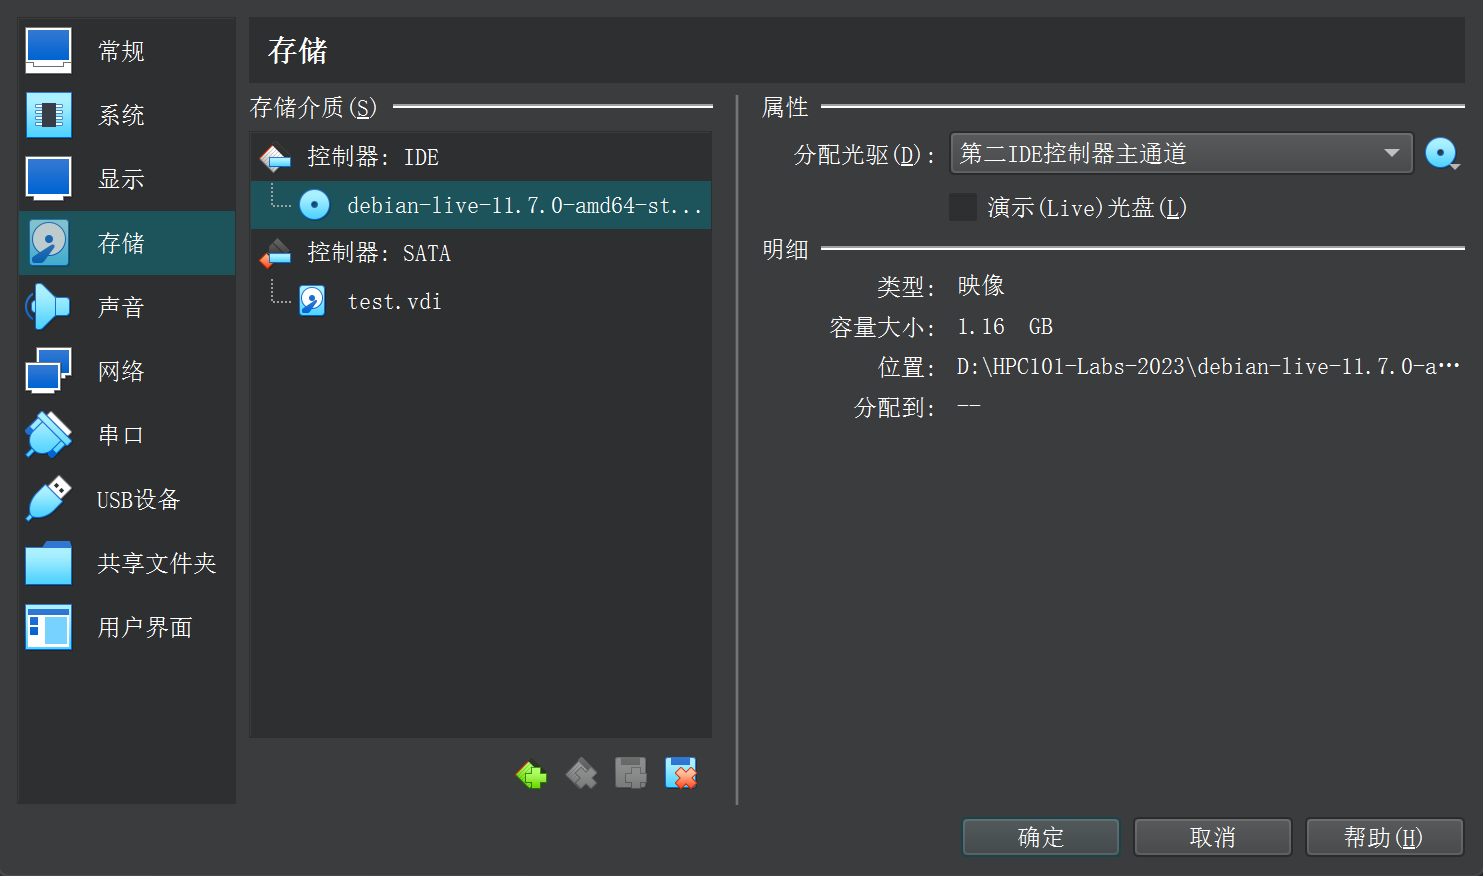 常规
系统
显示
存储
声音
网络
串口
USB设备
共享文件夹
用户界面
存储
存储介质(S)
控制器: IDE
debian-live-11.7.0-amd64-st...
控制器: SATA
test.vdi
属性
分配光驱(D): 第二IDE控制器主通道
演示(Live)光盘(L)
明细
类型: 映像
容量大小: 1.16 GB
位置: D:\HPC101-Labs-2023\debian-live-11.7.0-a…
分配到: --
确定
取消
帮助(H)